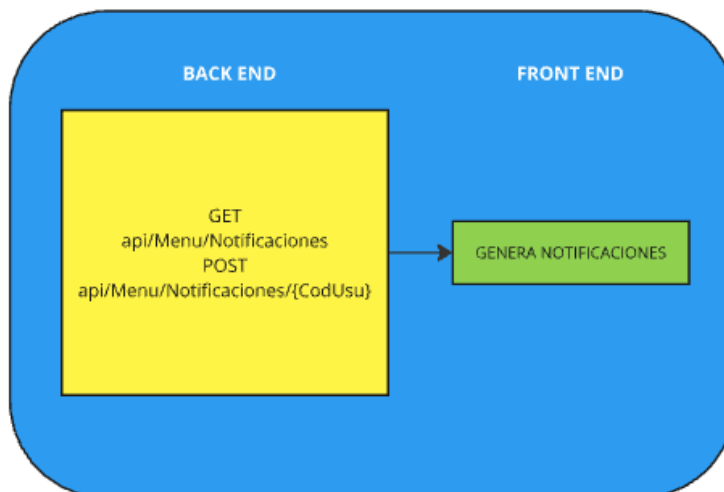 BACK END
FRONT END
GET
api/Menu/Notificaciones
POST
api/Menu/Notificaciones/{CodUsu}
GENERA NOTIFICACIONES